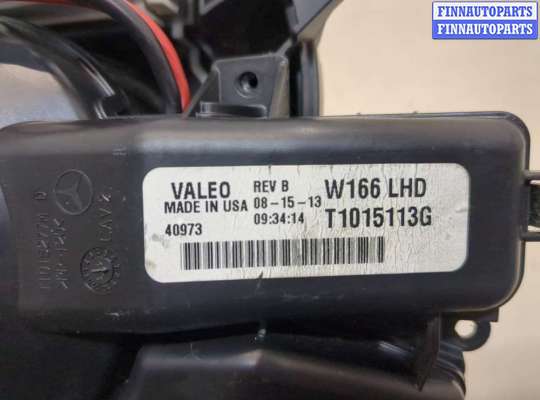 FINNAUTOPARTS
FINNAUTOPARTS
VALEO REV B W166 LHD
MADE IN USA 08-15-13 T1015113G
40973 09:34:14